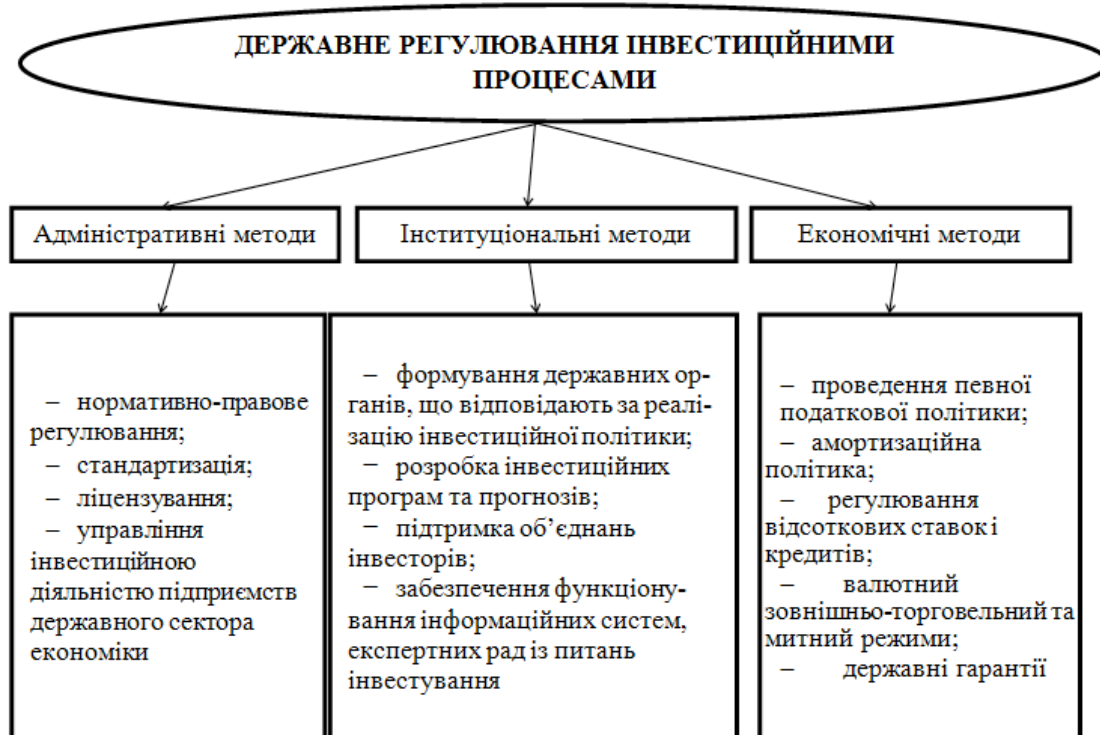 ДЕРЖАВНЕ РЕГУЛЮВАННЯ ІНВЕСТИЦІЙНИМИ
ПРОЦЕСАМИ
Адміністративні методи
Інституціональні методи
Економічні методи
– нормативно-правове
регулювання;
– стандартизація;
– ліцензування;
– управління
інвестиційною
діяльністю підприємств
державного сектора
економіки
– формування державних ор-
ганів, що відповідають за реалі-
зацію інвестиційної політики;
– розробка інвестиційних
програм та прогнозів;
– підтримка об’єднань
інвесторів;
– забезпечення функціону-
вання інформаційних систем,
експертних рад із питань
інвестування
– проведення певної
податкової політики;
– амортизаційна
політика;
– регулювання
відсоткових ставок і
кредитів;
– валютний
зовнішньо-торговельний та
митний режими;
– державні гарантії